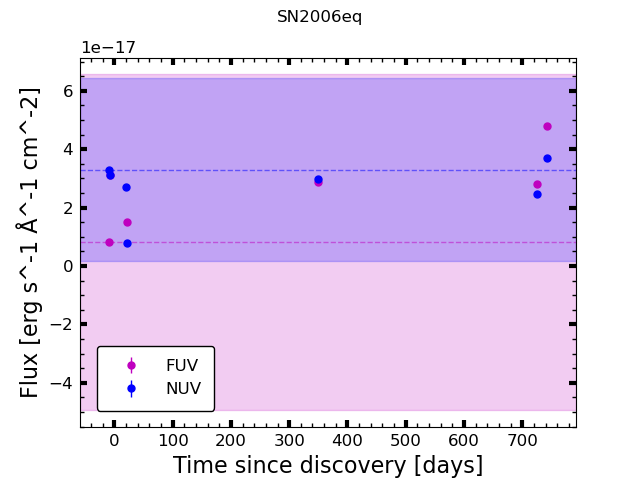 SN2006eq
1e−17
6
4
2
0
−2
−4
Flux [erg s^-1 Å^-1 cm^-2]
FUV
NUV
0 100 200 300 400 500 600 700
Time since discovery [days]